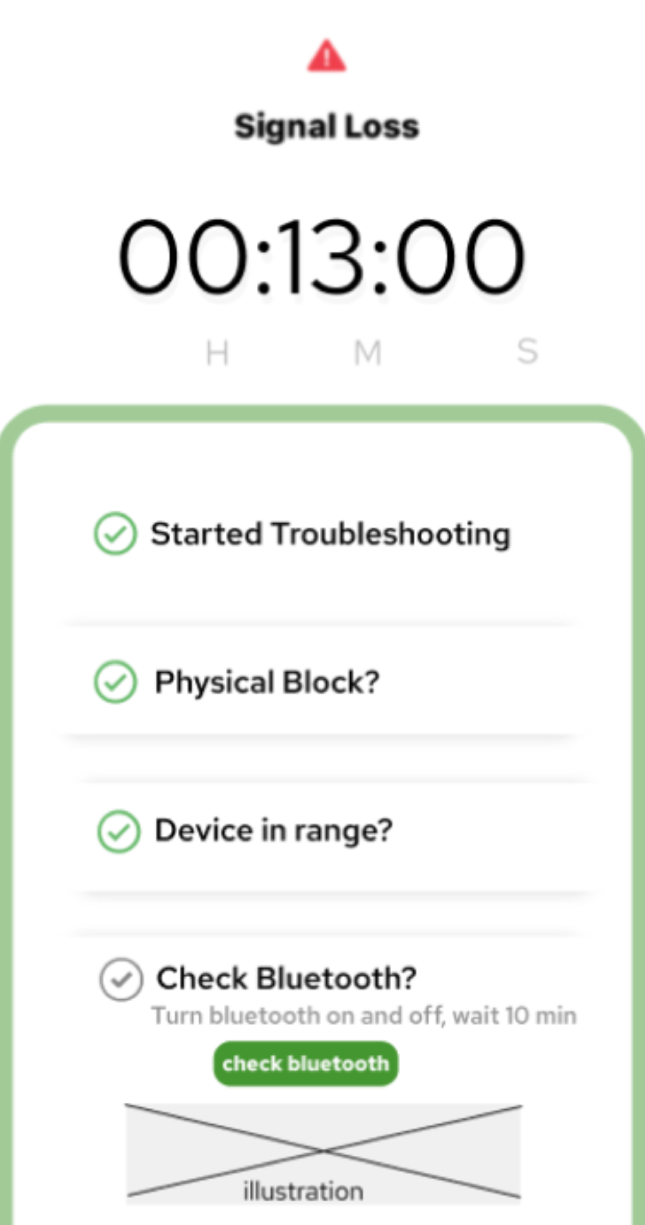 Signal Loss
00:13:00
H M S
Started Troubleshooting
Physical Block?
Device in range?
Check Bluetooth?
Turn bluetooth on and off, wait 10 min
check bluetooth
illustration